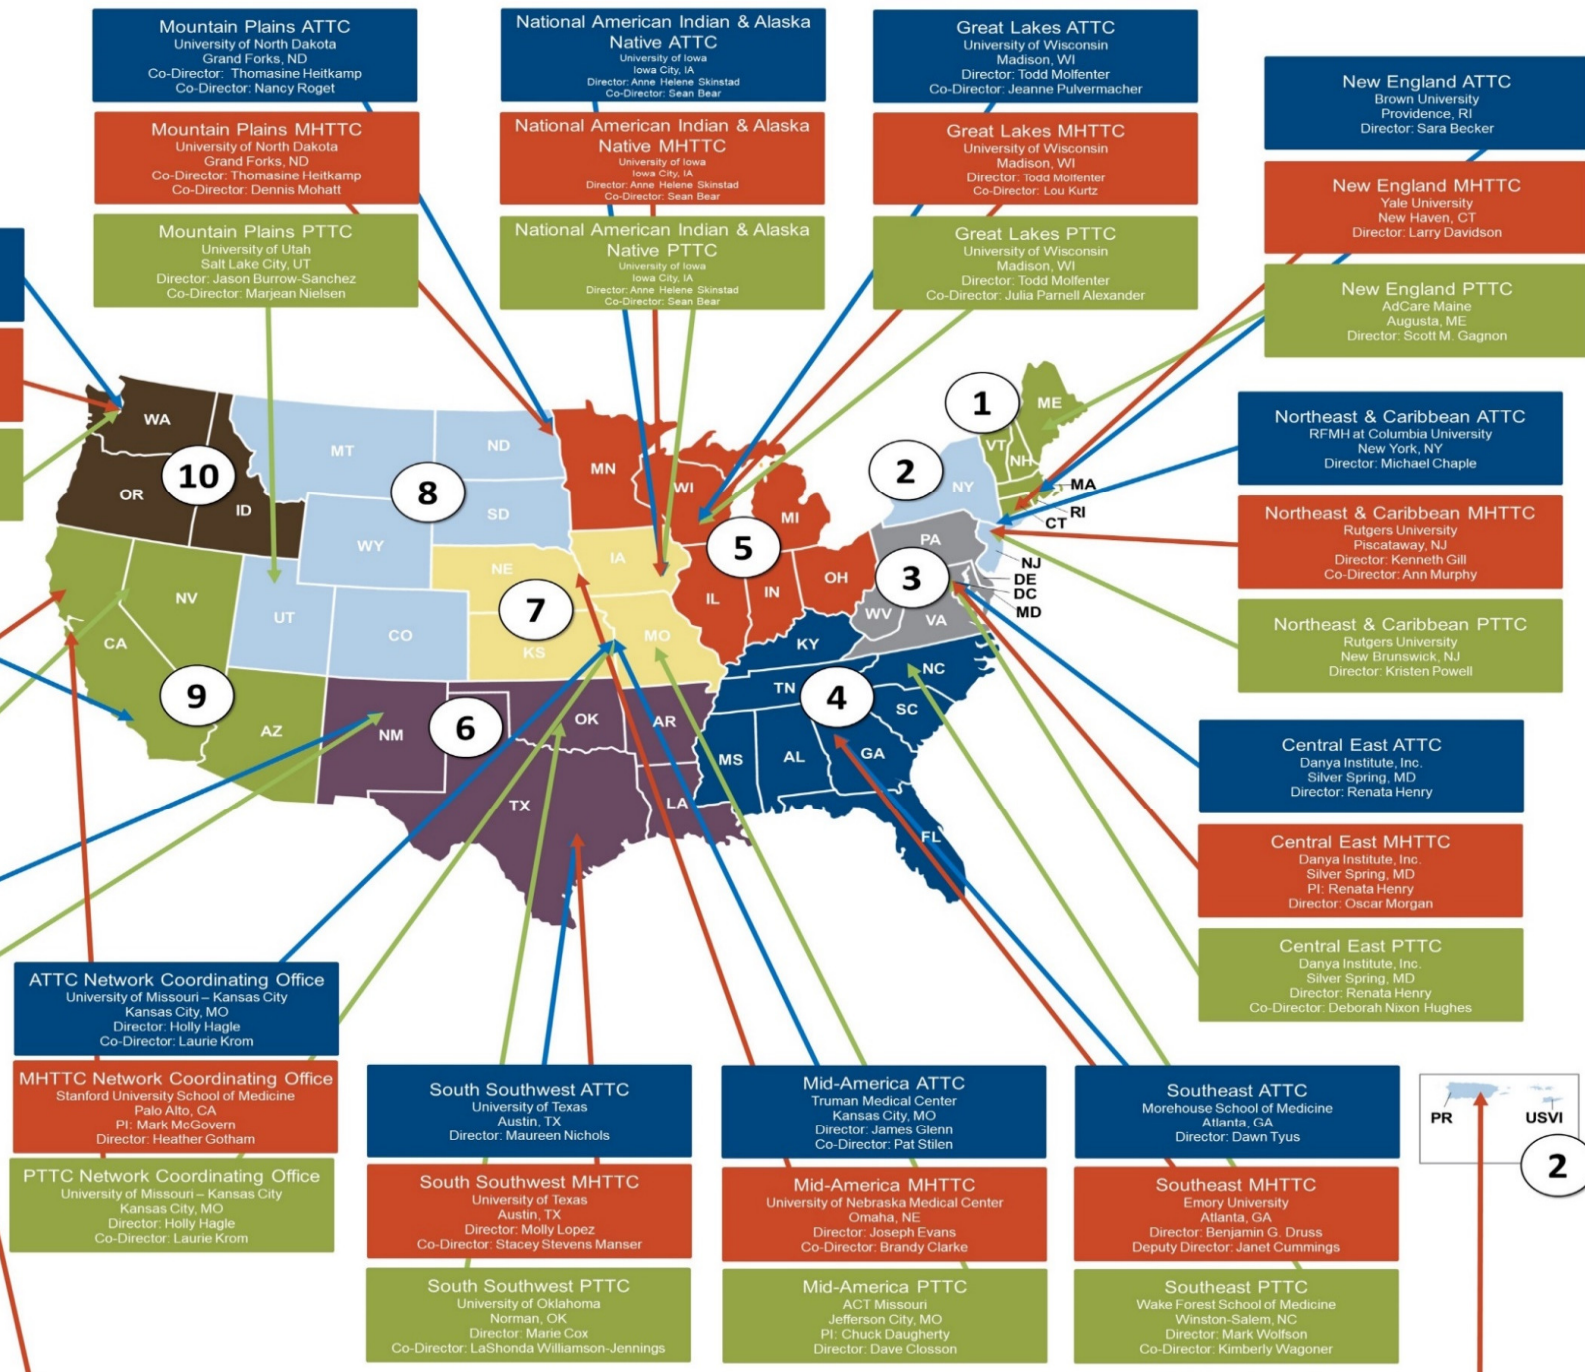 Mountain Plains ATTC
University of North Dakota
Grand Forks, ND
Co-Director: Thomasine Heitkamp
Co-Director: Nancy Roget
Mountain Plains MHTTC
University of North Dakota
Grand Forks, ND
Co-Director: Thomasine Heitkamp
Co-Director: Dennis Mohatt
Mountain Plains PTTC
University of Utah
Salt Lake City, UT
Director: Jason Burrow-Sanchez
Co-Director: Marjean Nielsen
National American Indian & Alaska
Native ATTC
University of Iowa
Iowa City, IA
Director: Anne Helene Skinstad
Co-Director: Sean Bear
National American Indian & Alaska
Native MHTTC
University of Iowa
Iowa City, IA
Director: Anne Helene Skinstad
Co-Director: Sean Bear
National American Indian & Alaska
Native PTTC
University of Iowa
Iowa City, IA
Director: Anne Helene Skinstad
Co-Director: Sean Bear
Great Lakes ATTC
University of Wisconsin
Madison, WI
Director: Todd Molfenter
Co-Director: Jeanne Pulvermacher
Great Lakes MHTTC
University of Wisconsin
Madison, WI
Director: Todd Molfenter
Co-Director: Lou Kurtz
Great Lakes PTTC
University of Wisconsin
Madison, WI
Director: Todd Molfenter
Co-Director: Julia Parnell Alexander
New England ATTC
Brown University
Providence, RI
Director: Sara Becker
New England MHTTC
Yale University
New Haven, CT
Director: Larry Davidson
New England PTTC
AdCare Maine
Augusta, ME
Director: Scott M. Gagnon
Northeast & Caribbean ATTC
RFMH at Columbia University
New York, NY
Director: Michael Chaple
Northeast & Caribbean MHTTC
Rutgers University
Piscataway, NJ
Director: Kenneth Gill
Co-Director: Ann Murphy
Northeast & Caribbean PTTC
Rutgers University
New Brunswick, NJ
Director: Kristen Powell
Central East ATTC
Danya Institute, Inc.
Silver Spring, MD
Director: Renata Henry
Central East MHTTC
Danya Institute, Inc.
Silver Spring, MD
PI: Renata Henry
Director: Oscar Morgan
Central East PTTC
Danya Institute, Inc.
Silver Spring, MD
Director: Renata Henry
Co-Director: Deborah Nixon Hughes
WA
OR
ID
10
MT
ND
8
SD
WY
UT
CO
NV
CA
AZ
9
NE
IA
7
KS
MO
MN
WI
MI
5
IL
IN
OH
1
ME
VT
NH
2
NY
MA
RI
CT
PA
NJ
3
DE
DC
MD
WV
VA
KY
NC
TN
4
SC
MS
AL
GA
FL
NM
6
OK
AR
TX
LA
ATTC Network Coordinating Office
University of Missouri – Kansas City
Kansas City, MO
Director: Holly Hagle
Co-Director: Laurie Krom
MHTTC Network Coordinating Office
Stanford University School of Medicine
Palo Alto, CA
PI: Mark McGovern
Director: Heather Gotham
PTTC Network Coordinating Office
University of Missouri – Kansas City
Kansas City, MO
Director: Holly Hagle
Co-Director: Laurie Krom
South Southwest ATTC
University of Texas
Austin, TX
Director: Maureen Nichols
South Southwest MHTTC
University of Texas
Austin, TX
Director: Molly Lopez
Co-Director: Stacey Stevens Manser
South Southwest PTTC
University of Oklahoma
Norman, OK
Director: Marie Cox
Co-Director: LaShonda Williamson-Jennings
Mid-America ATTC
Truman Medical Center
Kansas City, MO
Director: James Glenn
Co-Director: Pat Stilen
Mid-America MHTTC
University of Nebraska Medical Center
Omaha, NE
Director: Joseph Evans
Co-Director: Brandy Clarke
Mid-America PTTC
ACT Missouri
Jefferson City, MO
PI: Chuck Daugherty
Director: Dave Closson
Southeast ATTC
Morehouse School of Medicine
Atlanta, GA
Director: Dawn Tyus
Southeast MHTTC
Emory University
Atlanta, GA
Director: Benjamin G. Druss
Deputy Director: Janet Cummings
Southeast PTTC
Wake Forest School of Medicine
Winston-Salem, NC
Director: Mark Wolfson
Co-Director: Kimberly Wagoner
PR
USVI
2